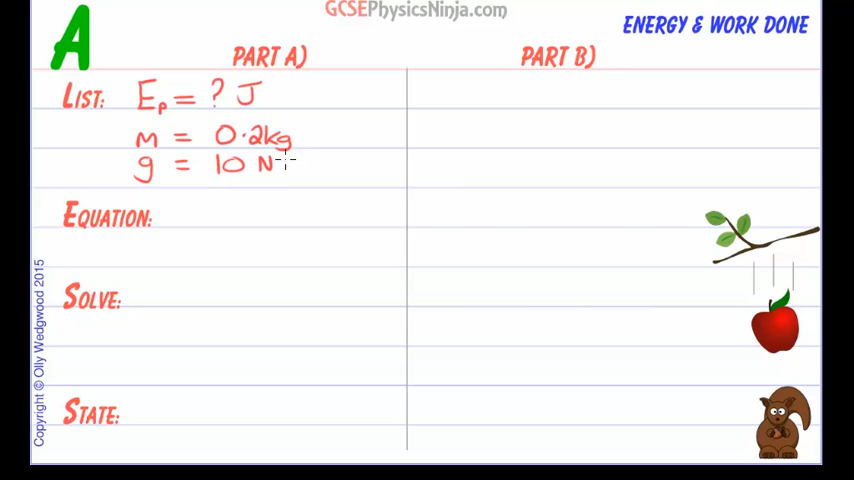 GCSEPhysicsNinja.com
A
ENERGY & WORK DONE
PART A)
PART B)
LIST: Ep = ? J
m = 0.2kg
g = 10 N
EQUATION:
SOLVE:
STATE:
Copyright © Olly Wedgwood 2015